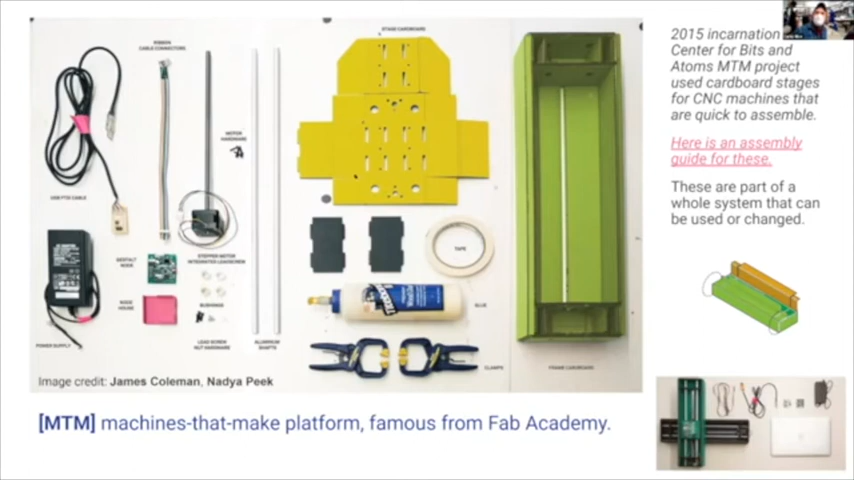 RIBBON
CABLE CONNECTORS
STAGE CARDBOARD
MOTOR
HARDWARE
USB FTDI CABLE
GESTALT
NODE
STEPPER MOTOR
INTEGRATED LEADSCREW
NODE
HOUSING
BUSHINGS
LEAD SCREW
NUT HARDWARE
POWER SUPPLY
ALUMINUM
SHAFTS
TAPE
GLUE
CLAMPS
FRAME CARDBOARD
Image credit: James Coleman, Nadya Peek
[MTM] machines-that-make platform, famous from Fab Academy.
2015 incarnation
Center for Bits and
Atoms MTM project
used cardboard stages
for CNC machines that
are quick to assemble.
Here is an assembly
guide for these.
These are part of a
whole system that can
be used or changed.